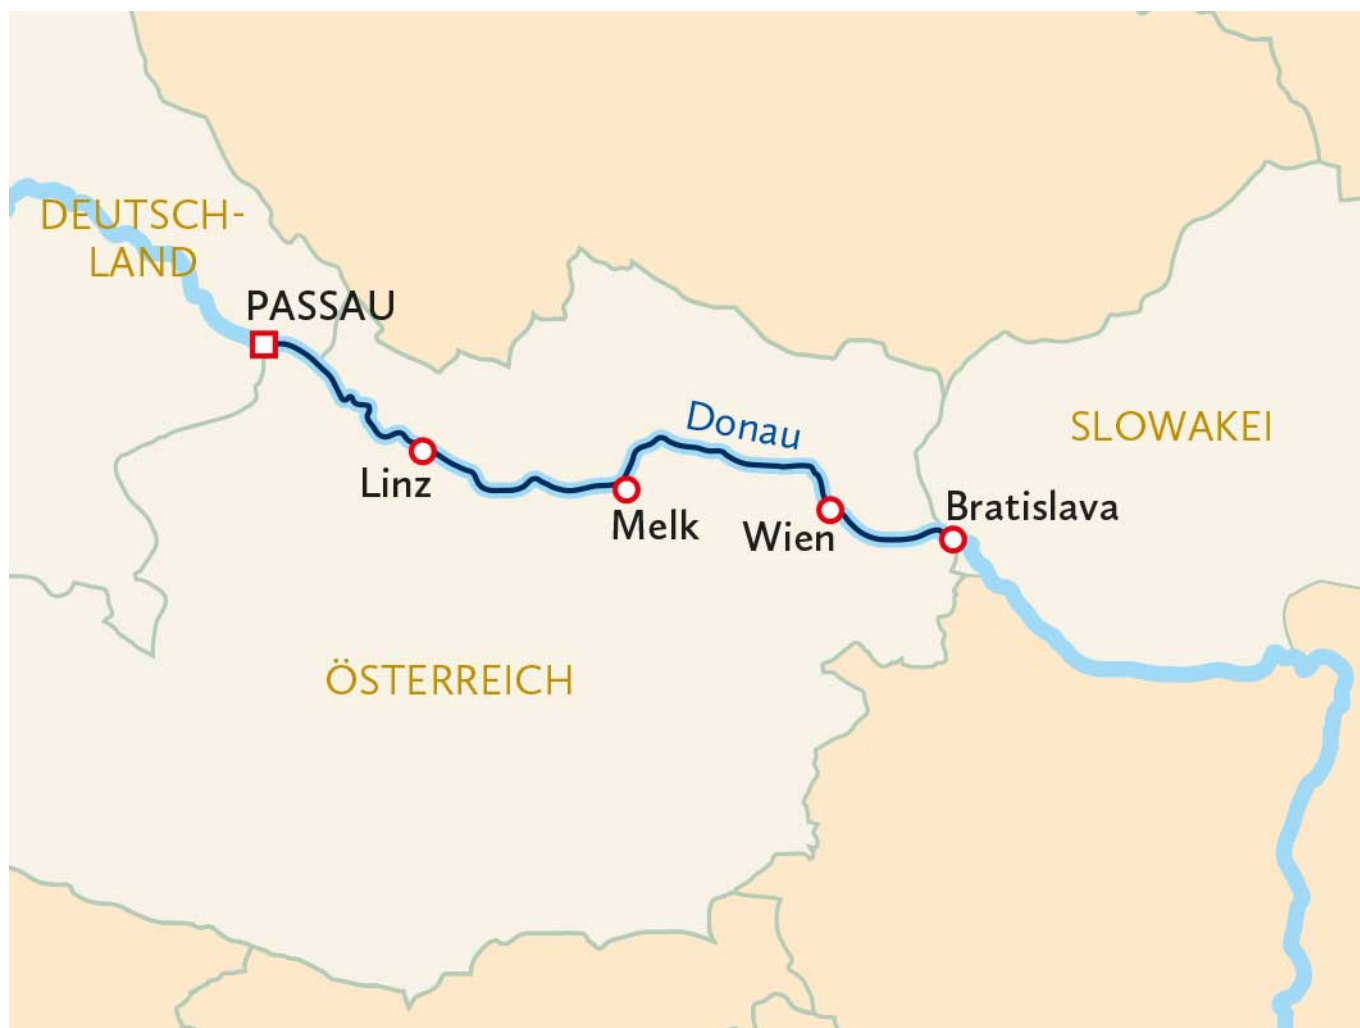 DEUTSCH-
LAND
PASSAU
Donau
SLOWAKEI
Linz
Melk
Wien
Bratislava
ÖSTERREICH